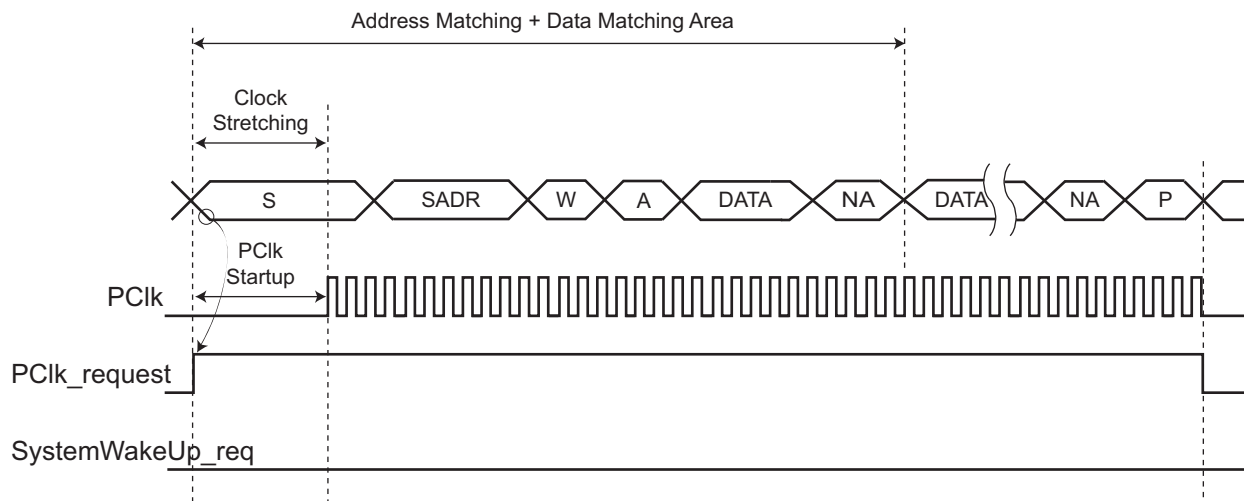 Address Matching + Data Matching Area
Clock
Stretching
S
SADR
W
A
DATA
NA
DATA
NA
P
PClk
Startup
PClk
PClk_request
SystemWakeUp_req